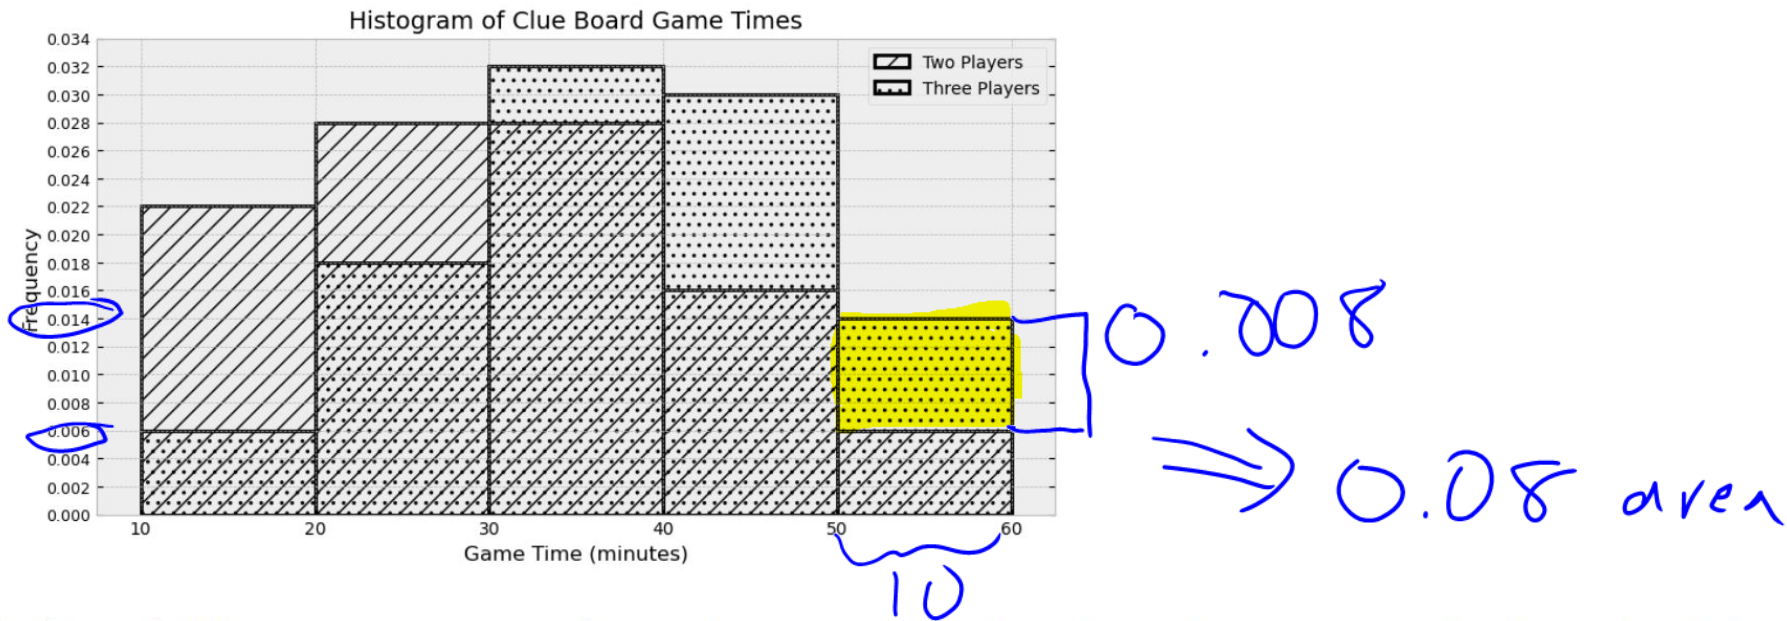 Histogram of Clue Board Game Times
Two Players
Three Players
Frequency
0.034
0.032
0.030
0.028
0.026
0.024
0.022
0.020
0.018
0.016
0.014
0.012
0.010
0.008
0.006
0.004
0.002
0.000
10 20 30 40 50 60
Game Time (minutes)
0.008
⇒ 0.08 area
10